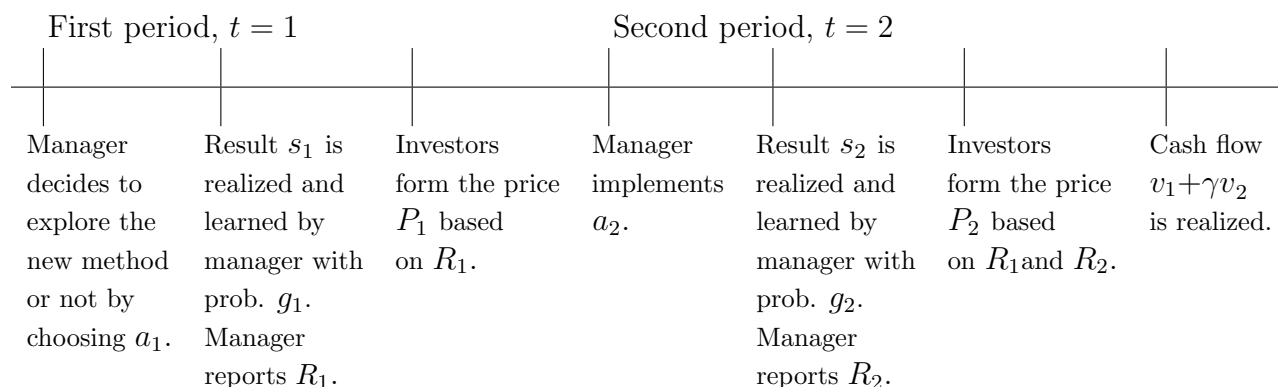 First period, t = 1
Second period, t = 2
Manager
decides to
explore the
new method
or not by
choosing a₁.
Result s₁ is
realized and
learned by
manager with
prob. g₁.
Manager
reports R₁.
Investors
form the price
P₁ based
on R₁.
Manager
implements
a₂.
Result s₂ is
realized and
learned by
manager with
prob. g₂.
Manager
reports R₂.
Investors
form the price
P₂ based
on R₁and R₂.
Cash flow
v₁+γv₂
is realized.